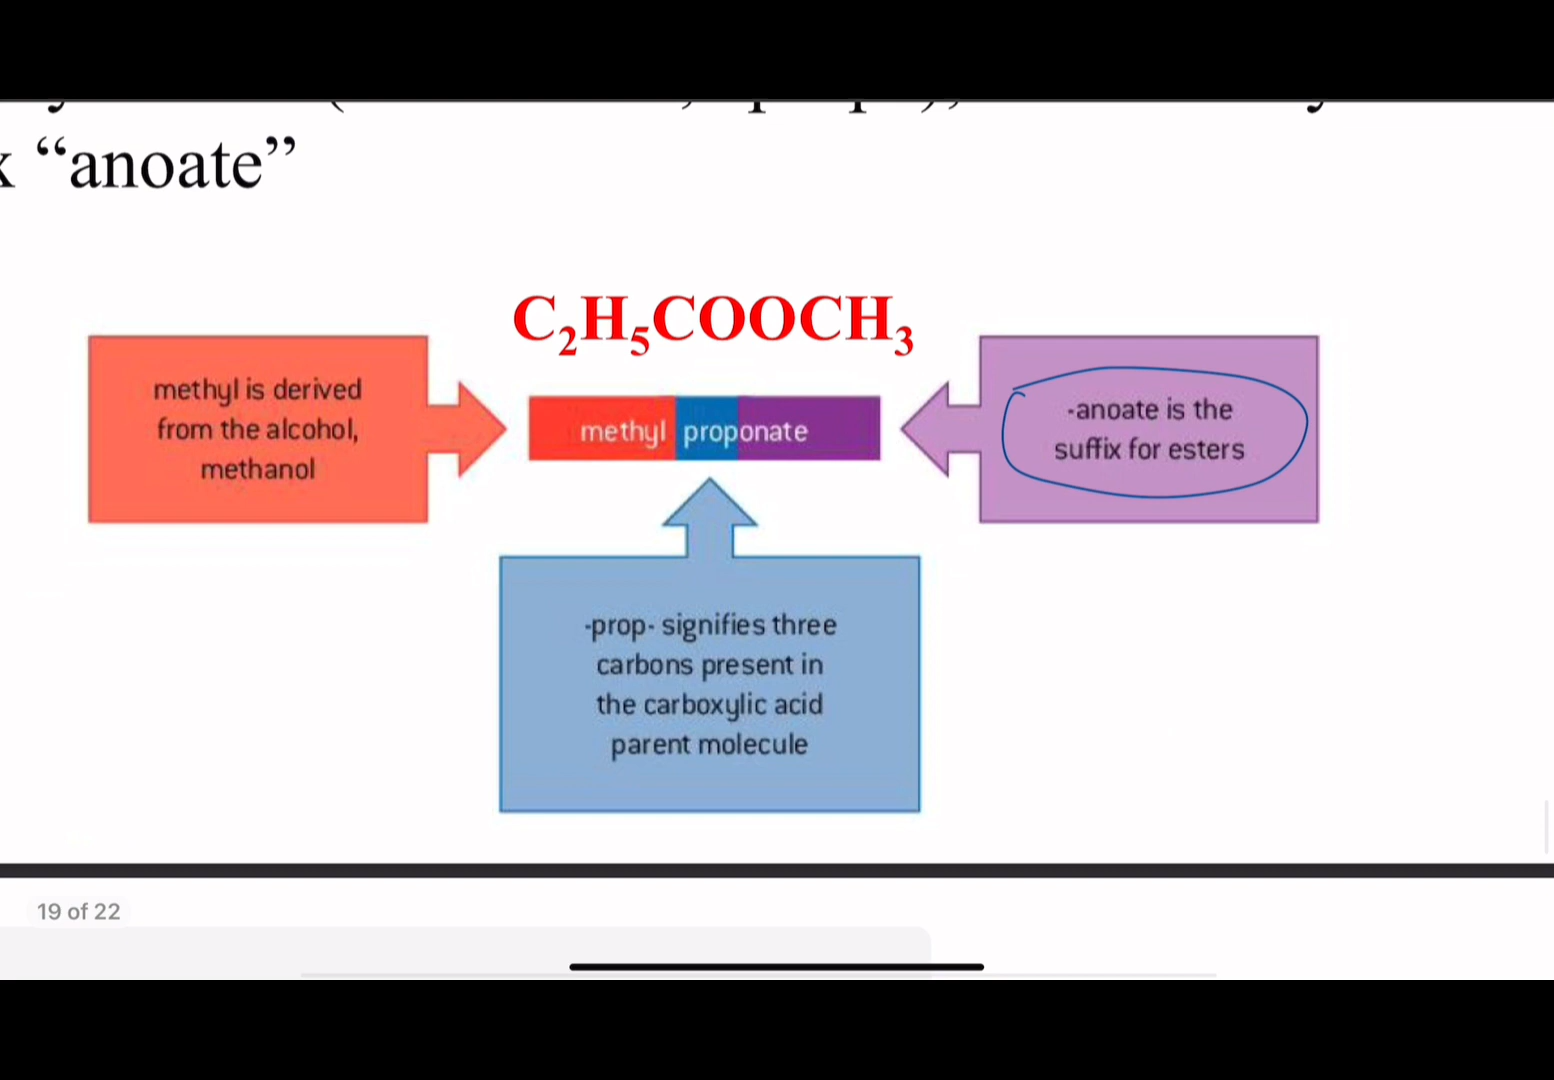 “anoate”
C₂H₅COOCH₃
methyl is derived
from the alcohol,
methanol
methyl proponate
-anoate is the
suffix for esters
-prop- signifies three
carbons present in
the carboxylic acid
parent molecule
19 of 22